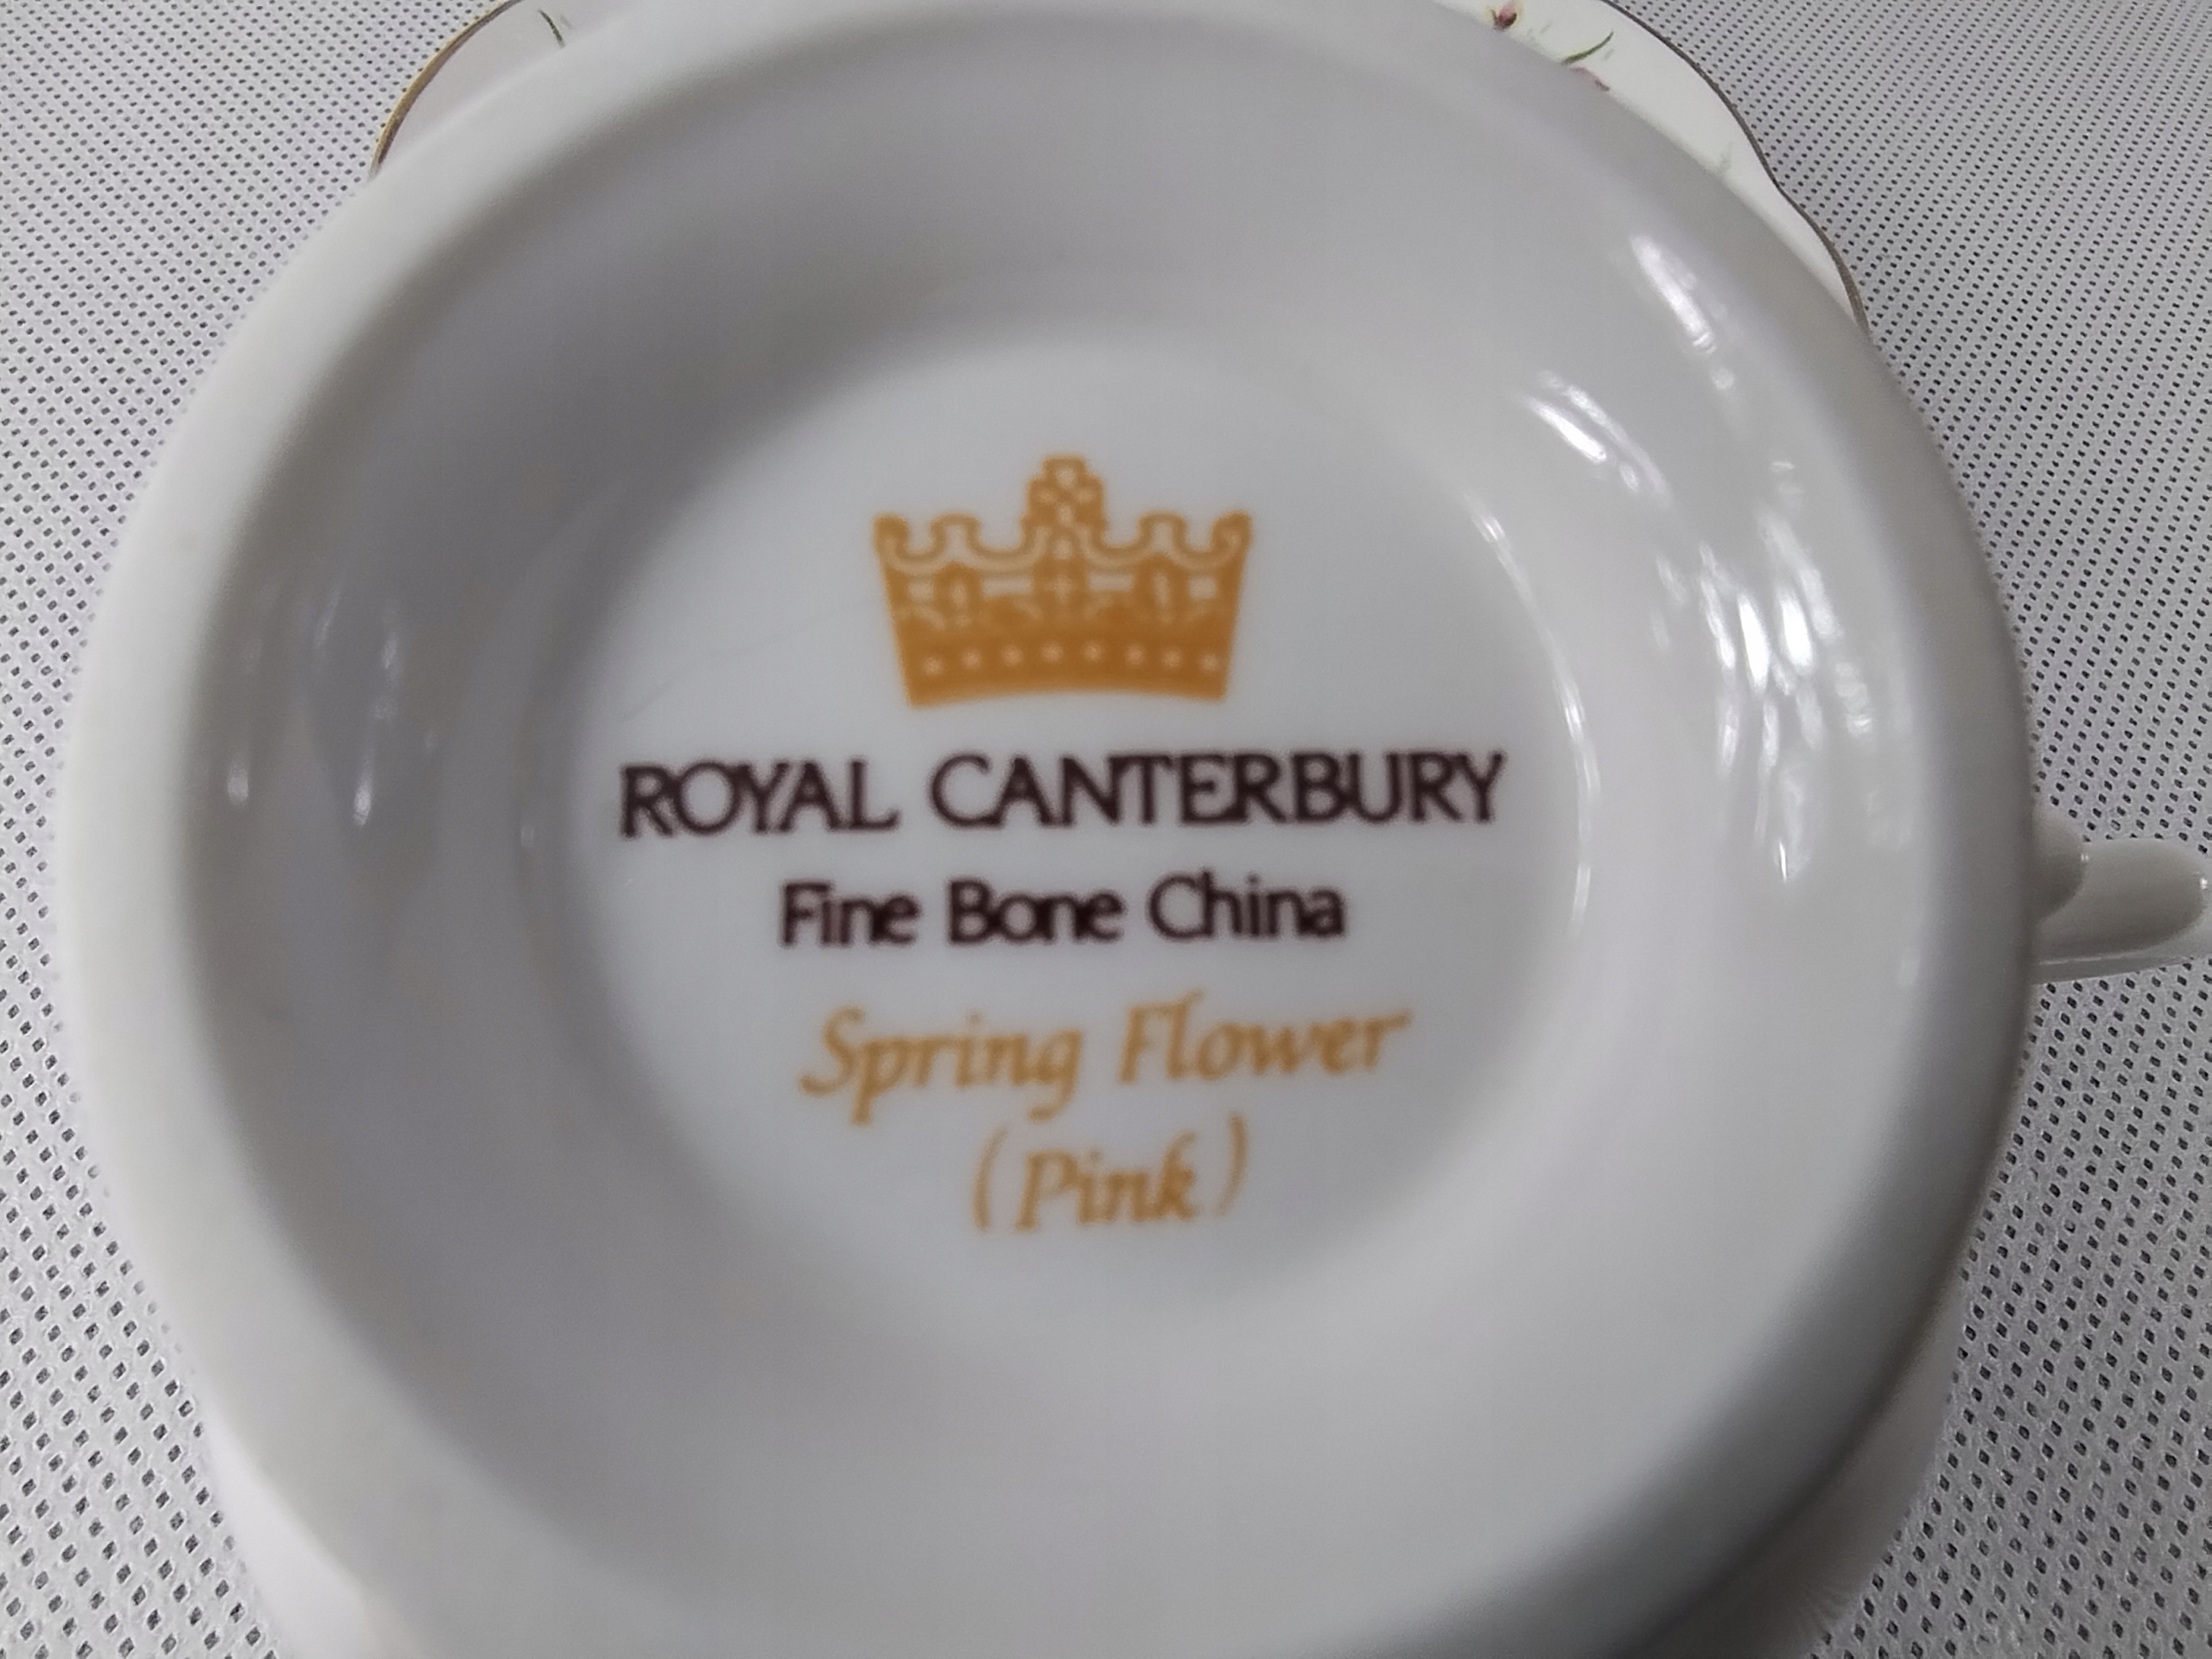 ROYAL CANTERBURY
Fine Bone China
Spring Flower
(Pink)